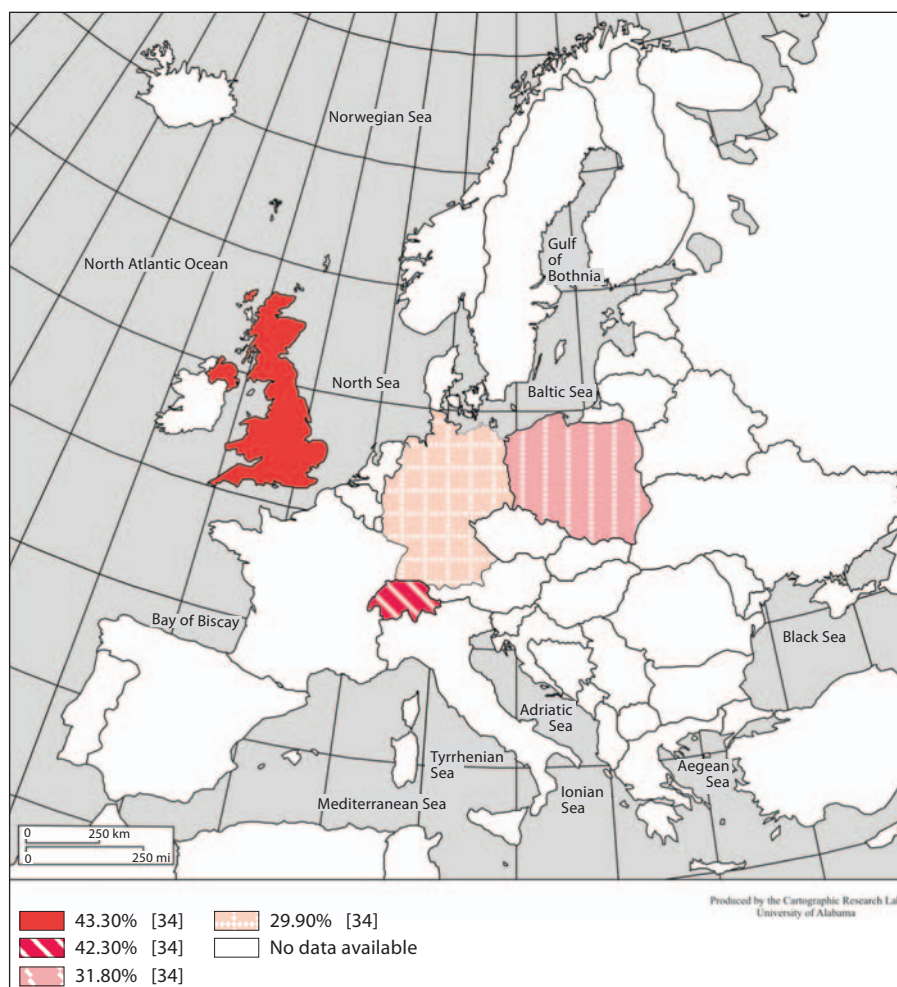 Norwegian Sea
Gulf
of
Bothnia
North Atlantic Ocean
North Sea
Baltic Sea
Bay of Biscay
Black Sea
Adriatic
Sea
Tyrrhenian
Sea
Aegean
Sea
Ionian
Sea
Mediterranean Sea
0 250 km
0 250 mi
Produced by the Cartographic Research La
University of Alabama
43.30% [34]
42.30% [34]
31.80% [34]
29.90% [34]
No data available